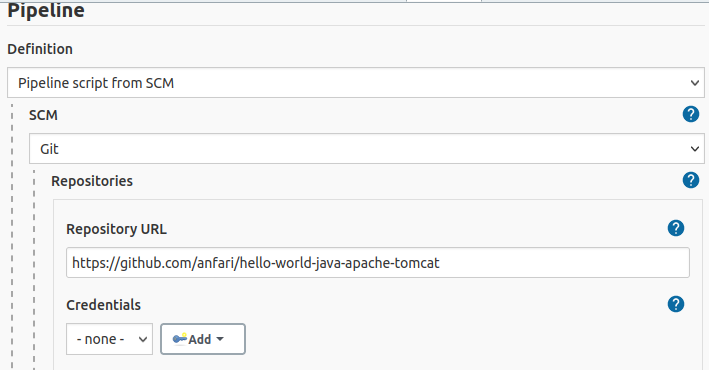 Pipeline
Definition
Pipeline script from SCM
SCM
?
Git
Repositories
?
Repository URL
?
https://github.com/anfari/hello-world-java-apache-tomcat
Credentials
?
- none -
Add